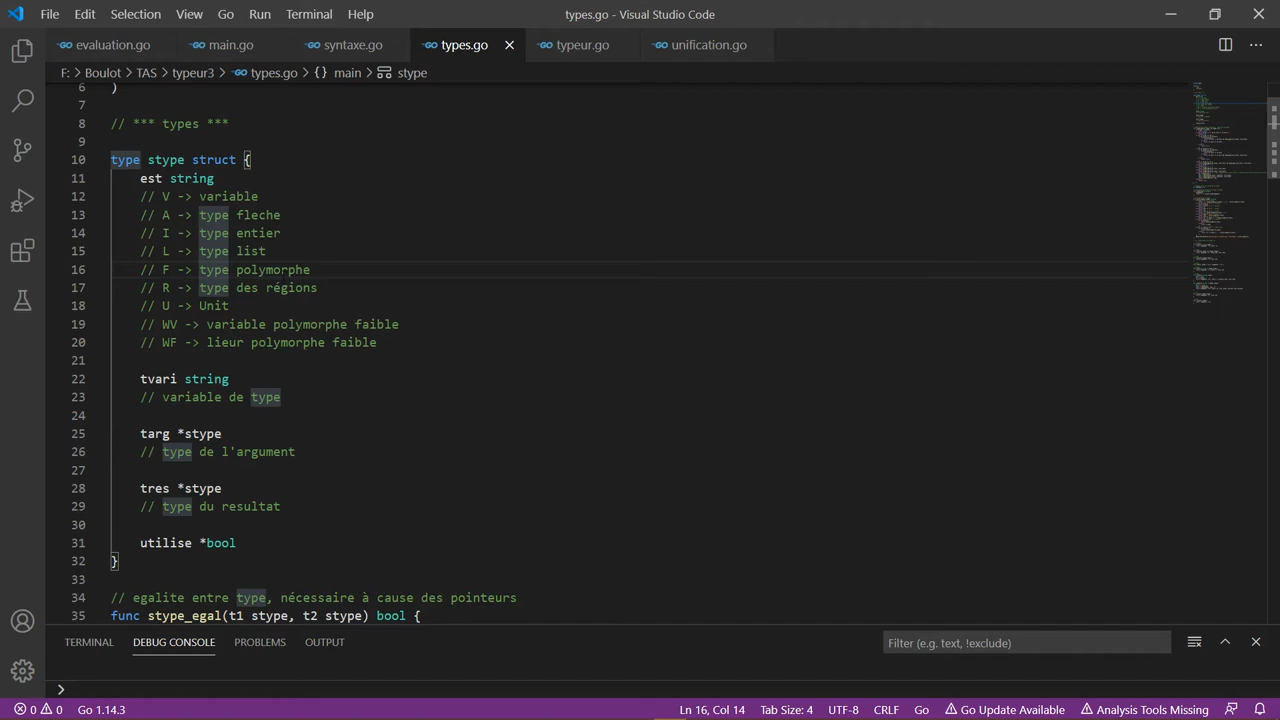 File Edit Selection View Go Run Terminal Help types.go - Visual Studio Code
evaluation.go main.go syntaxe.go types.go typeur.go unification.go
F: > Boulot > TAS > typeur3 > types.go > {} main > stype
6 )
7
8 // *** types ***
9
10 type stype struct {
11 est string
12 // V -> variable
13 // A -> type fleche
14 // I -> type entier
15 // L -> type list
16 // F -> type polymorphe
17 // R -> type des régions
18 // U -> Unit
19 // WV -> variable polymorphe faible
20 // WF -> lieur polymorphe faible
21
22 tvari string
23 // variable de type
24
25 targ *stype
26 // type de l'argument
27
28 tres *stype
29 // type du resultat
30
31 utilise *bool
32 }
33
34 // egalite entre type, nécessaire à cause des pointeurs
35 func stype_egal(t1 stype, t2 stype) bool {
TERMINAL DEBUG CONSOLE PROBLEMS OUTPUT Filter (e.g. text, !exclude)
>
0 0 Go 1.14.3 Ln 16, Col 14 Tab Size: 4 UTF-8 CRLF Go Go Update Available Analysis Tools Missing